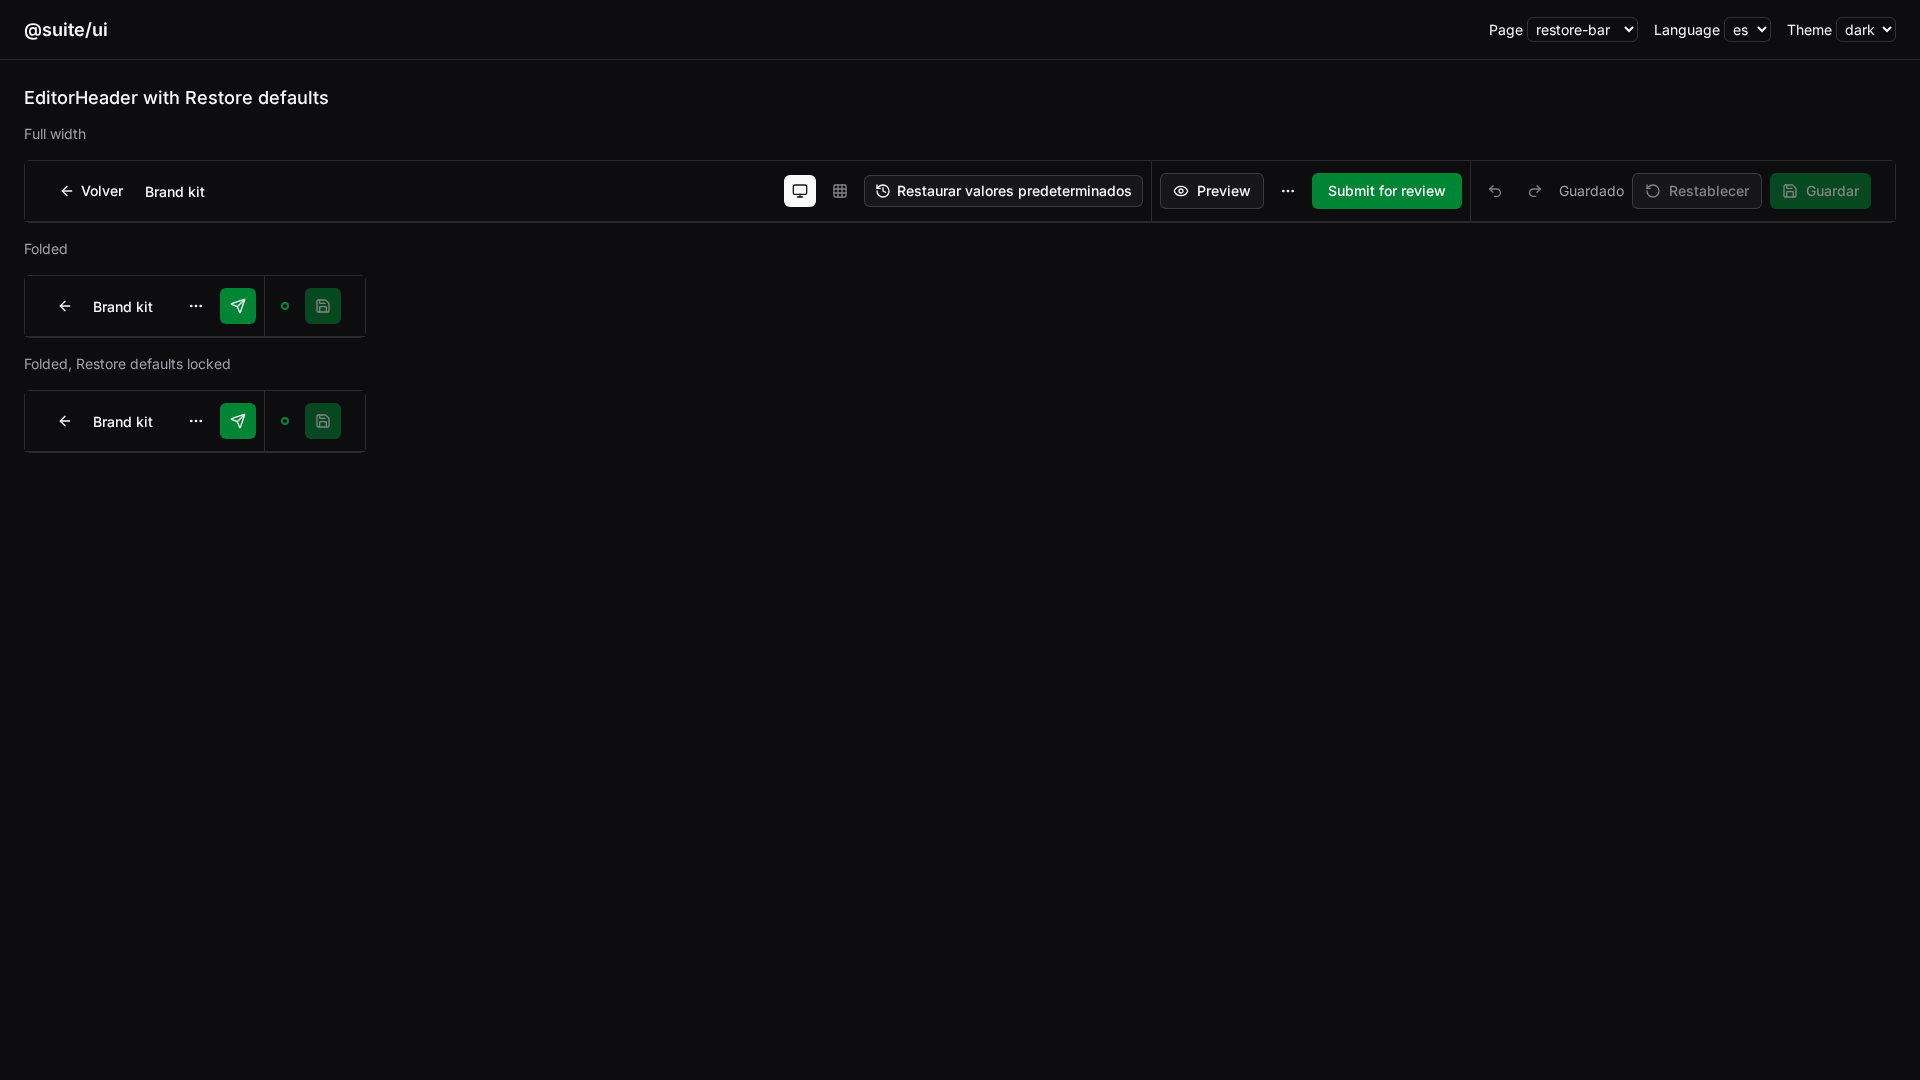 @suite/ui
Page restore-bar Language es Theme dark
EditorHeader with Restore defaults
Full width
Volver Brand kit Restaurar valores predeterminados Preview Submit for review Guardado Restablecer Guardar
Folded
Brand kit
Folded, Restore defaults locked
Brand kit